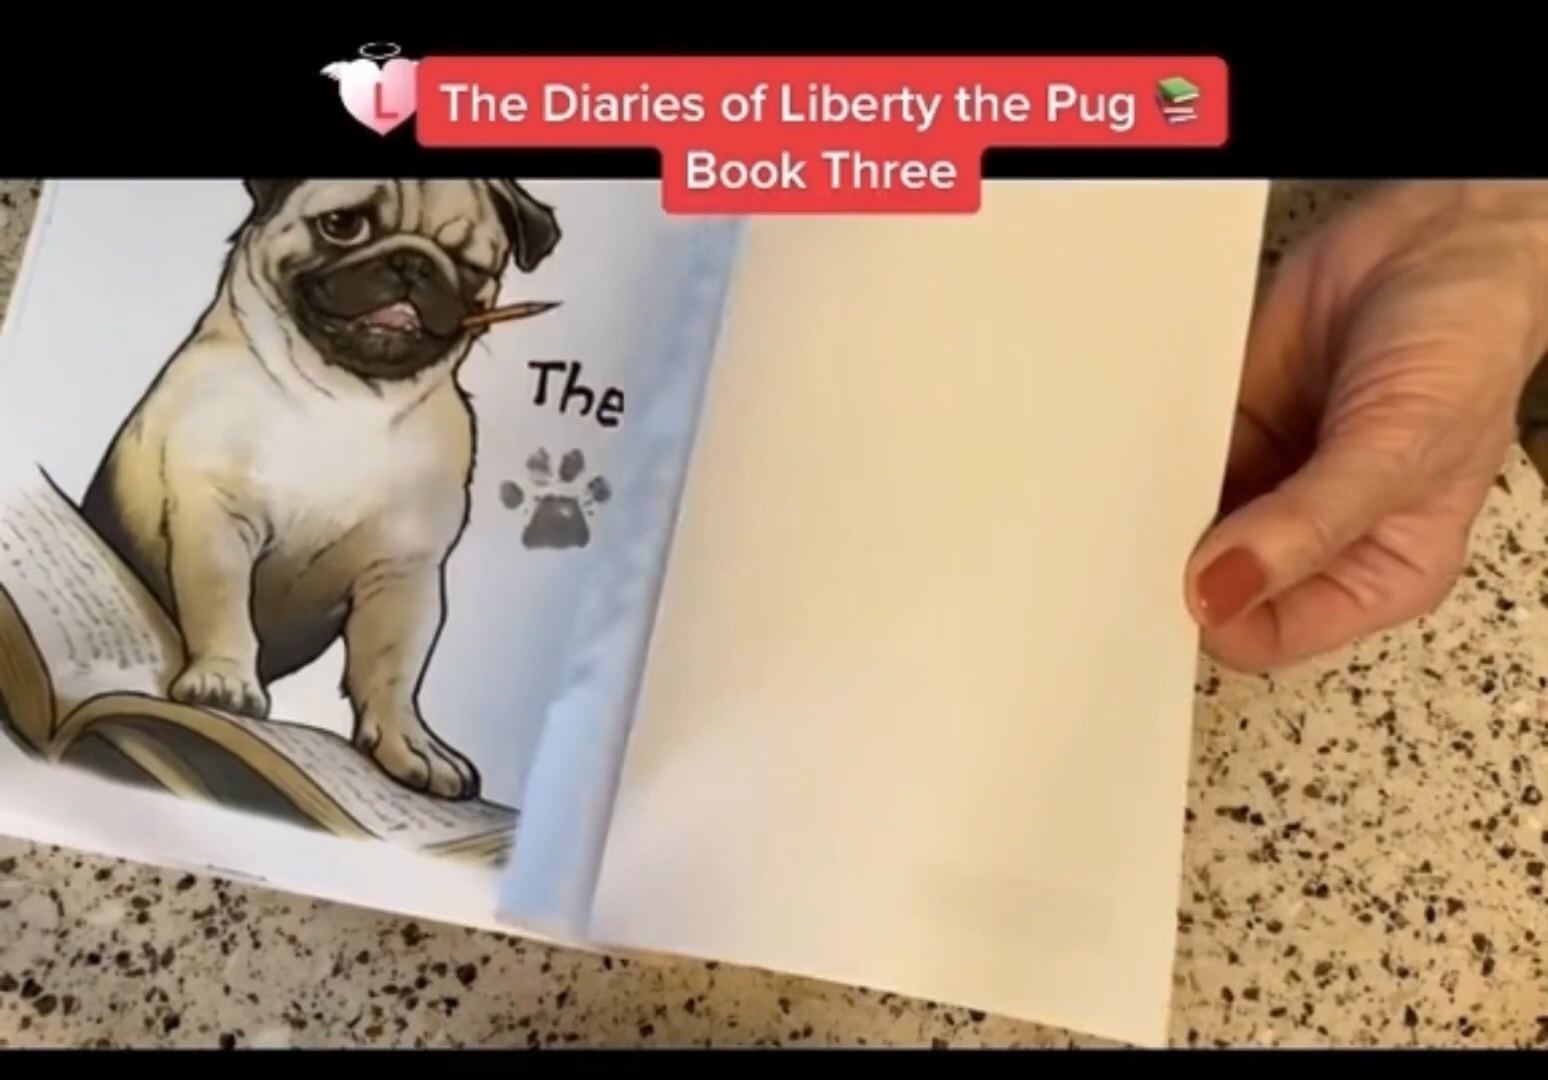 L
The Diaries of Liberty the Pug
Book Three
The